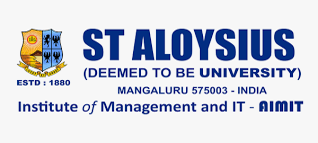 ST ALOYSIUS
(DEEMED TO BE UNIVERSITY)
ESTD : 1880
MANGALURU 575003 - INDIA
Institute of Management and IT - AIMIT